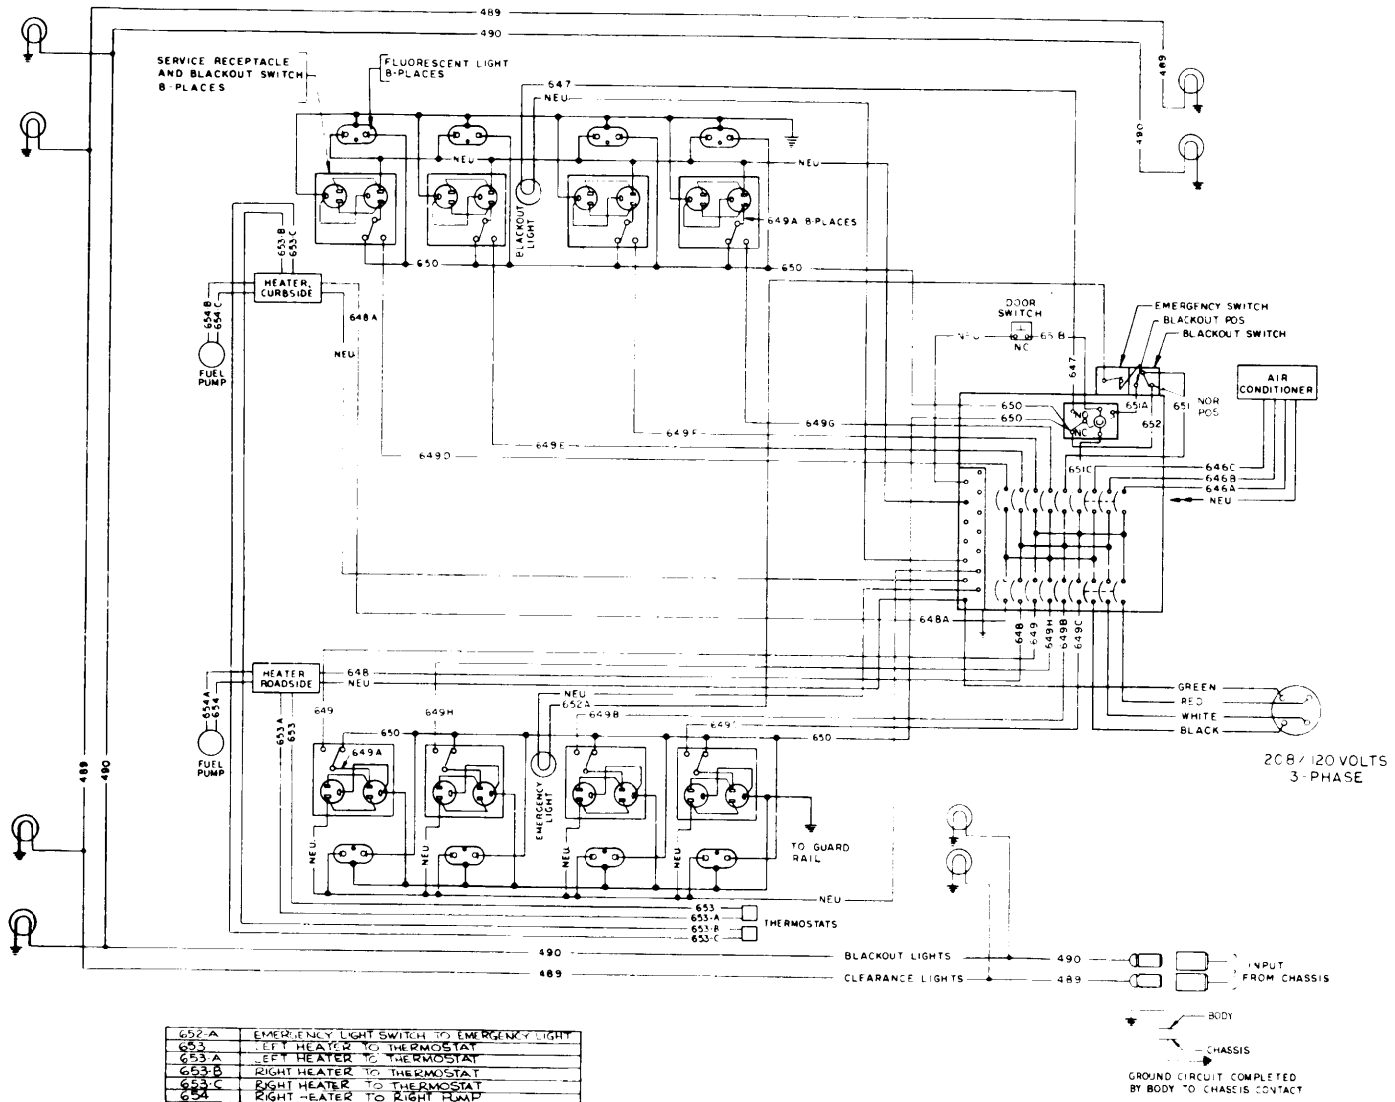 489
490
489
490
SERVICE RECEPTACLE
AND BLACKOUT SWITCH
8-PLACES
FLUORESCENT LIGHT
8-PLACES
647
NEU
NEU
NEU
BLACKOUT
LIGHT
649A 8-PLACES
650
650
653-B
653-C
HEATER,
CURBSIDE
654-B
654-C
FUEL
PUMP
648A
NEU
DOOR
SWITCH
651B
NC
647
EMERGENCY SWITCH
BLACKOUT POS
BLACKOUT SWITCH
AIR
CONDITIONER
650
650
NO
NC
651A
651
NOR
POS
652
651C
649G
649F
649E
649D
646C
646B
646A
NEU
648A
648
649
649H
649B
649C
HEATER
ROADSIDE
648
NEU
654A
654
FUEL
PUMP
653A
653
649
649H
NEU
652A
649B
650
649A
650
EMERGENCY
LIGHT
NEU
NEU
NEU
NEU
NEU
TO GUARD
RAIL
GREEN
RED
WHITE
BLACK
208/120 VOLTS
3-PHASE
489
490
653
653-A
653-B
653-C
THERMOSTATS
490
489
BLACKOUT LIGHTS
490
CLEARANCE LIGHTS
489
INPUT
FROM CHASSIS
BODY
CHASSIS
GROUND CIRCUIT COMPLETED
BY BODY TO CHASSIS CONTACT
652-A EMERGENCY LIGHT SWITCH TO EMERGENCY LIGHT
653 LEFT HEATER TO THERMOSTAT
653-A LEFT HEATER TO THERMOSTAT
653-B RIGHT HEATER TO THERMOSTAT
653-C RIGHT HEATER TO THERMOSTAT
654 RIGHT HEATER TO RIGHT PUMP